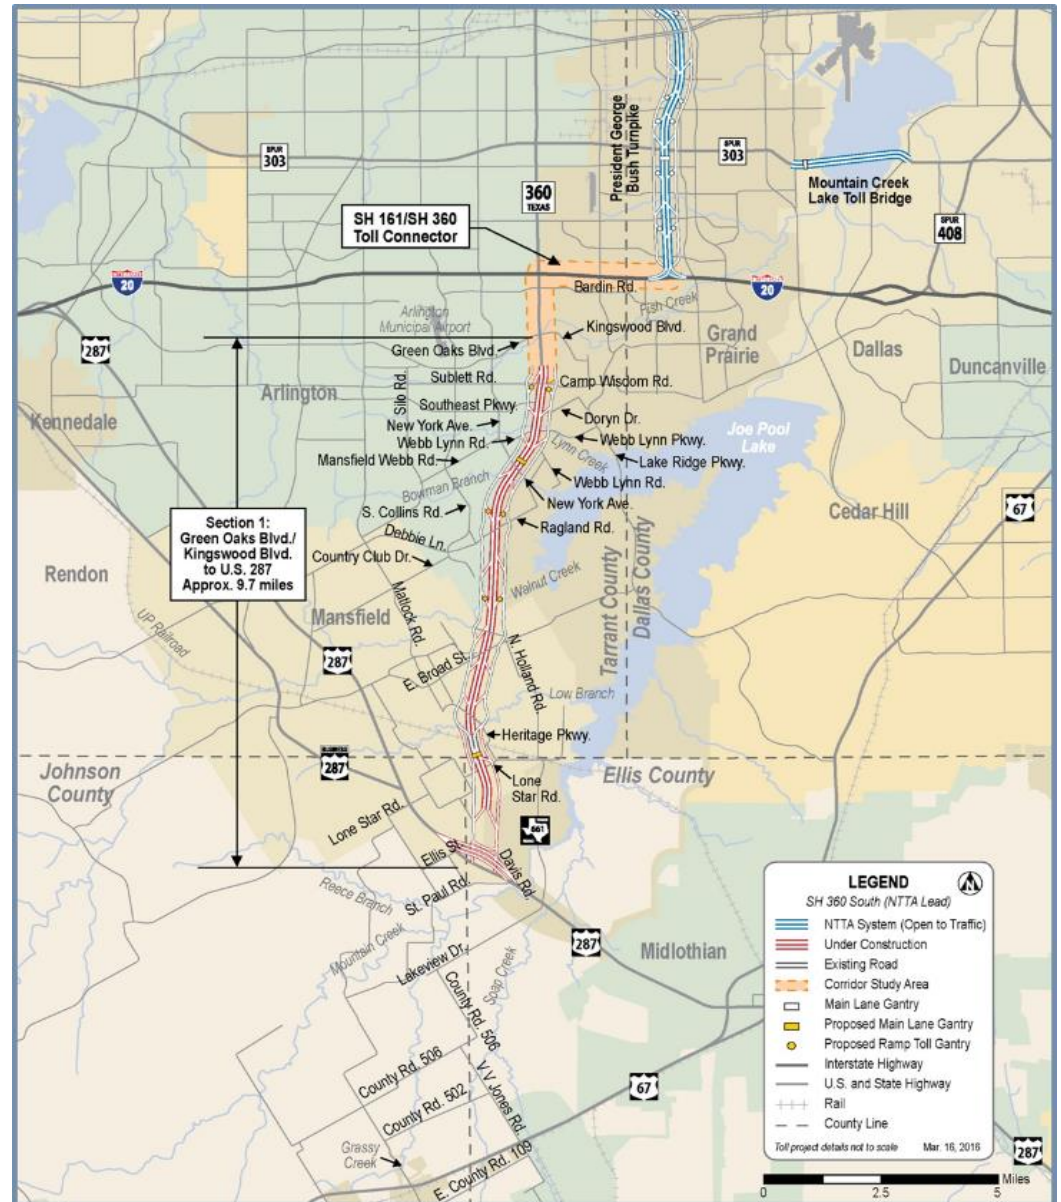 SPUR
303
360
TEXAS
President George
Bush Turnpike
SPUR
303
Mountain Creek
Lake Toll Bridge
SPUR
408
SH 161/SH 360
Toll Connector
20
Bardin Rd.
20
Fish Creek
Arlington
Municipal Airport
Kingswood Blvd.
287
Green Oaks Blvd.
Grand
Prairie
Dallas
Duncanville
Sublett Rd.
Camp Wisdom Rd.
Arlington
Silo Rd.
Southeast Pkwy.
Doryn Dr.
Kennedale
New York Ave.
Webb Lynn Rd.
Webb Lynn Pkwy.
Joe Pool
Lake
Mansfield Webb Rd.
Lynn Creek
Lake Ridge Pkwy.
Bowman Branch
Webb Lynn Rd.
New York Ave.
67
Cedar Hill
S. Collins Rd.
Ragland Rd.
Section 1:
Green Oaks Blvd./
Kingswood Blvd.
to U.S. 287
Approx. 9.7 miles
Debbie Ln.
Country Club Dr.
Rendon
Walnut Creek
Tarrant County
Dallas County
Matlock Rd.
Mansfield
UP Railroad
287
E. Broad St.
N. Holland Rd.
Low Branch
Heritage Pkwy.
BUSINESS
287
Johnson
County
Ellis County
Lone
Star Rd.
Lone Star Rd.
661
Ellis St.
Davis Rd.
St. Paul Rd.
Reece Branch
Mountain Creek
287
Midlothian
Lakeview Dr.
Soap Creek
County Rd. 506
County Rd. 506
V V Jones Rd.
County Rd. 502
67
Grassy
Creek
E. County Rd. 109
LEGEND
SH 360 South (NTTA Lead)
N
NTTA System (Open to Traffic)
Under Construction
Existing Road
Corridor Study Area
Main Lane Gantry
Proposed Main Lane Gantry
Proposed Ramp Toll Gantry
Interstate Highway
U.S. and State Highway
Rail
County Line
Toll project details not to scale Mar. 16, 2016
287
Miles
0 2.5 5